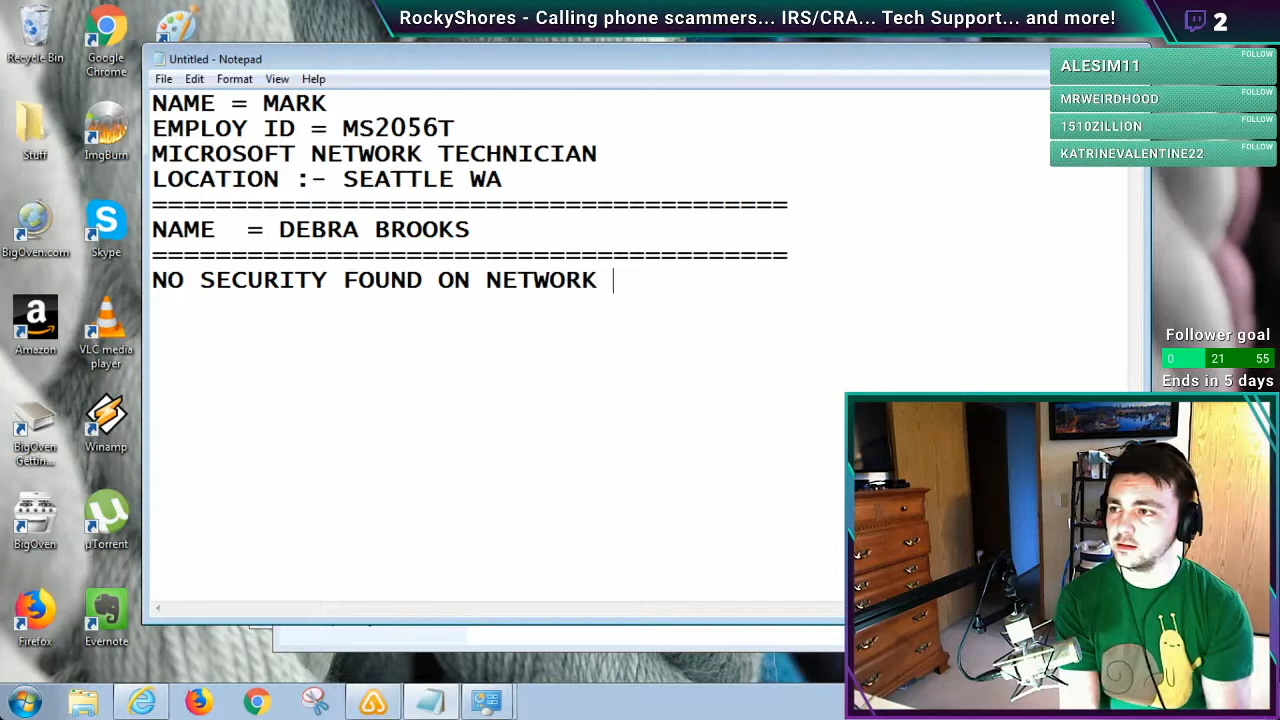 RockyShores - Calling phone scammers... IRS/CRA... Tech Support... and more!
2
Recycle Bin
Google Chrome
Untitled - Notepad
File Edit Format View Help
NAME = MARK
EMPLOY ID = MS2056T
MICROSOFT NETWORK TECHNICIAN
LOCATION :- SEATTLE WA
========================================
NAME  = DEBRA BROOKS
========================================
NO SECURITY FOUND ON NETWORK
ALESIM11
FOLLOW
MRWEIRDHOOD
FOLLOW
1510ZILLION
FOLLOW
KATRINEVALENTINE22
FOLLOW
Stuff
ImgBurn
BigOven.com
Skype
Amazon
VLC media player
BigOven Gettin...
Winamp
BigOven
µTorrent
Firefox
Evernote
Follower goal
0 21 55
Ends in 5 days